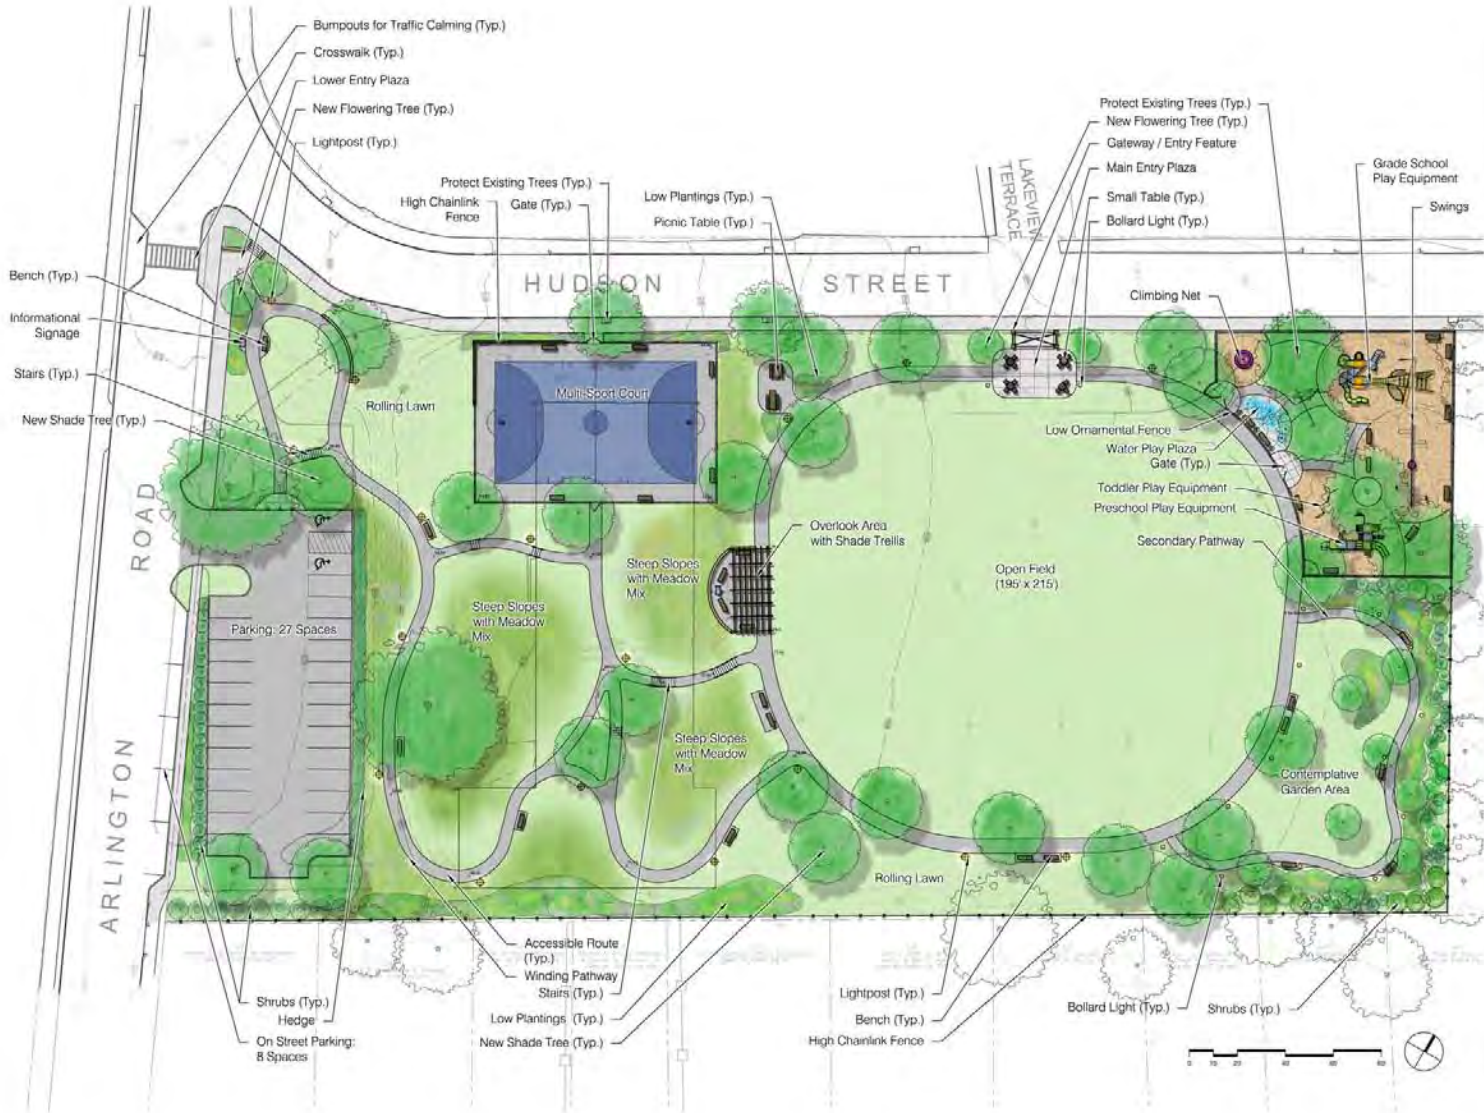 Bumpouts for Traffic Calming (Typ.)
Crosswalk (Typ.)
Lower Entry Plaza
New Flowering Tree (Typ.)
Lightpost (Typ.)
Protect Existing Trees (Typ.)
High Chainlink
Fence
Gate (Typ.)
Low Plantings (Typ.)
Picnic Table (Typ.)
LAKEVIEW
TERRACE
Protect Existing Trees (Typ.)
New Flowering Tree (Typ.)
Gateway / Entry Feature
Main Entry Plaza
Small Table (Typ.)
Bollard Light (Typ.)
Grade School
Play Equipment
Swings
Climbing Net
HUDSON STREET
Bench (Typ.)
Informational
Signage
Stairs (Typ.)
New Shade Tree (Typ.)
Rolling Lawn
Multi-Sport Court
Low Ornamental Fence
Water Play Plaza
Gate (Typ.)
Toddler Play Equipment
Preschool Play Equipment
Secondary Pathway
Overlook Area
with Shade Trellis
Open Field
(195' x 215')
Steep Slopes
with Meadow
Mix
Steep Slopes
with Meadow
Mix
Steep Slopes
with Meadow
Mix
Parking: 27 Spaces
ARLINGTON ROAD
Contemplative
Garden Area
Rolling Lawn
Accessible Route
(Typ.)
Winding Pathway
Stairs (Typ.)
Low Plantings (Typ.)
New Shade Tree (Typ.)
Shrubs (Typ.)
Hedge
On Street Parking:
8 Spaces
Lightpost (Typ.)
Bench (Typ.)
High Chainlink Fence
Bollard Light (Typ.)
Shrubs (Typ.)
0 10 20 40 60 80